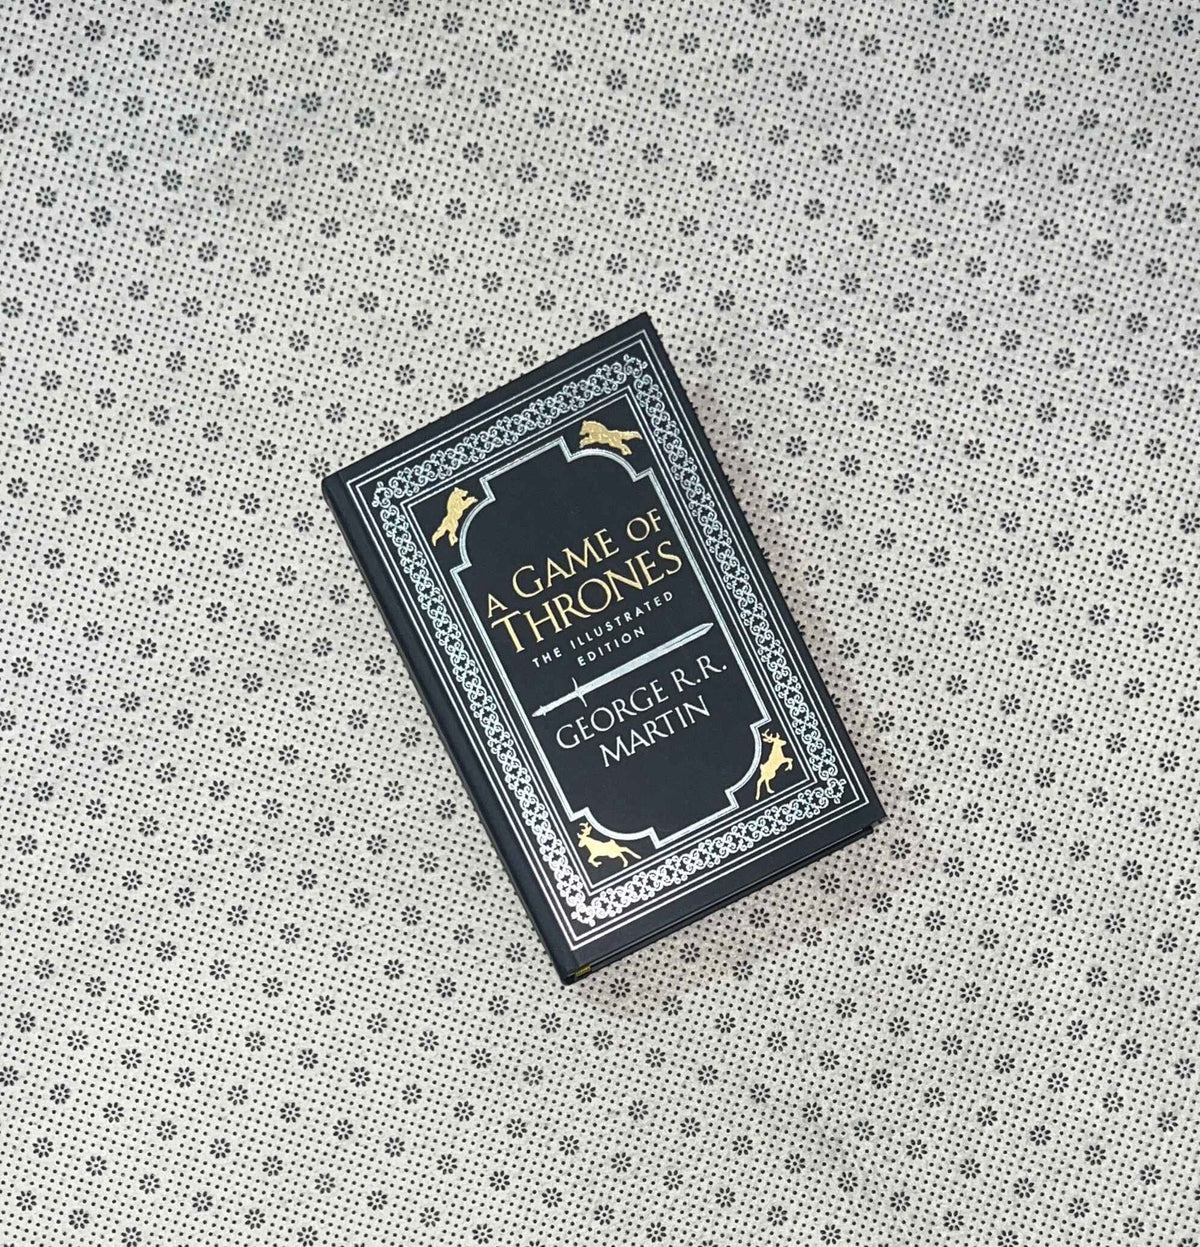 A GAME OF
THRONES
THE ILLUSTRATED
EDITION
GEORGE R.R.
MARTIN